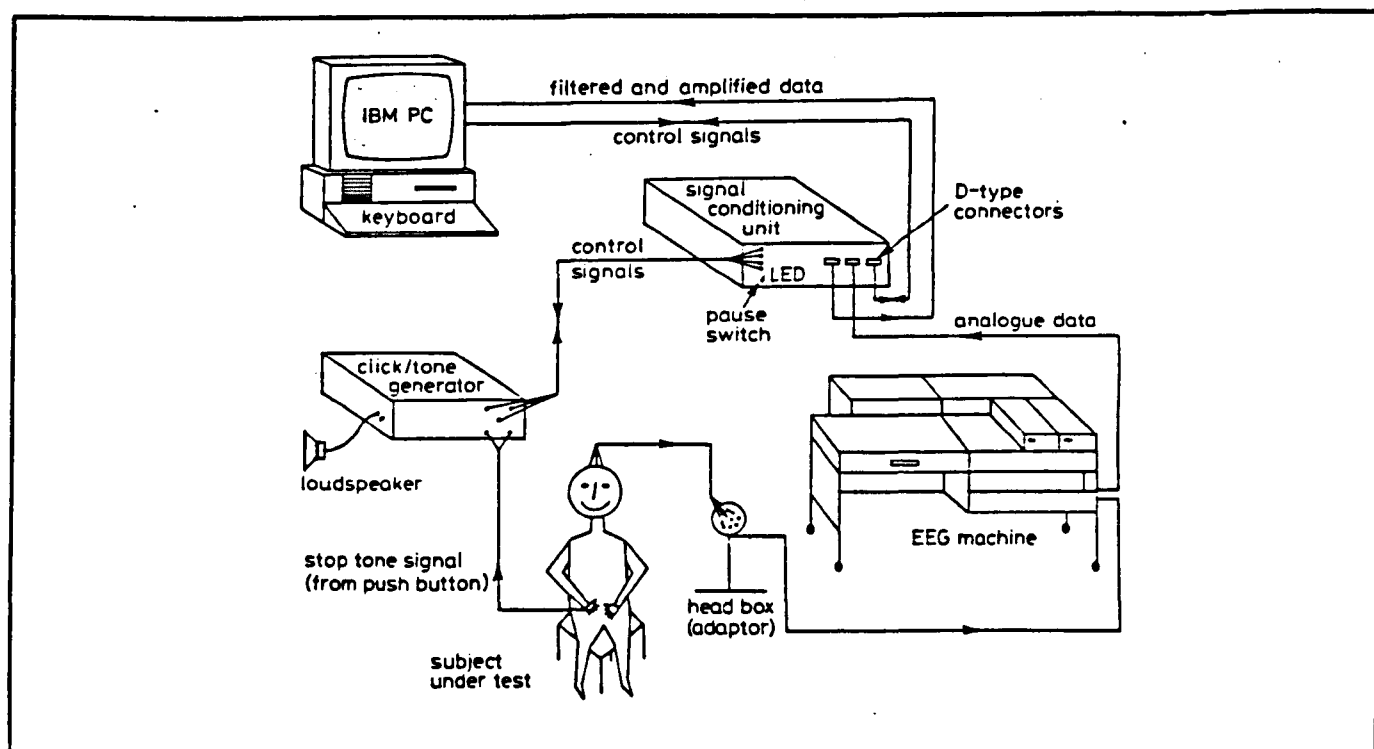 filtered and amplified data
IBM PC
control signals
keyboard
signal
conditioning
unit
D-type
connectors
control
signals
LED
pause
switch
analogue data
click/tone
generator
loudspeaker
EEG machine
stop tone signal
(from push button)
head box
(adaptor)
subject
under test